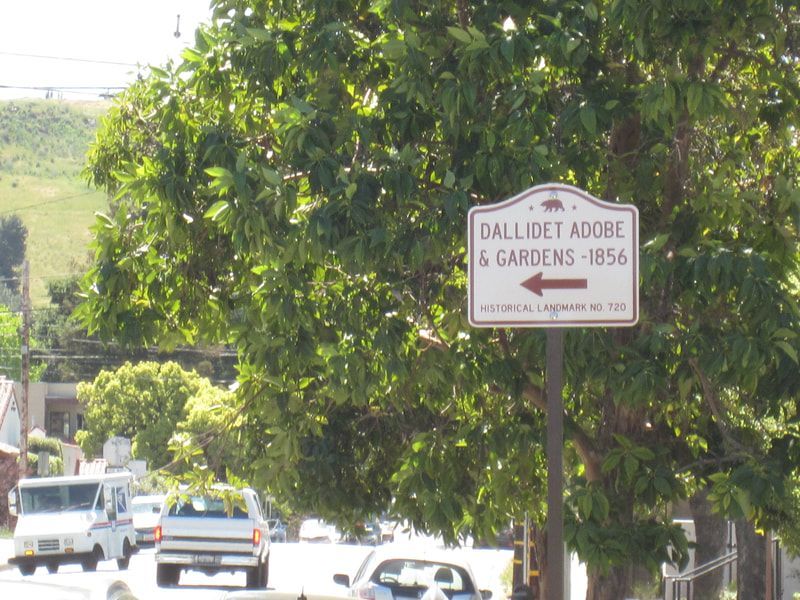 DALLIDET ADOBE
& GARDENS -1856
HISTORICAL LANDMARK NO. 720